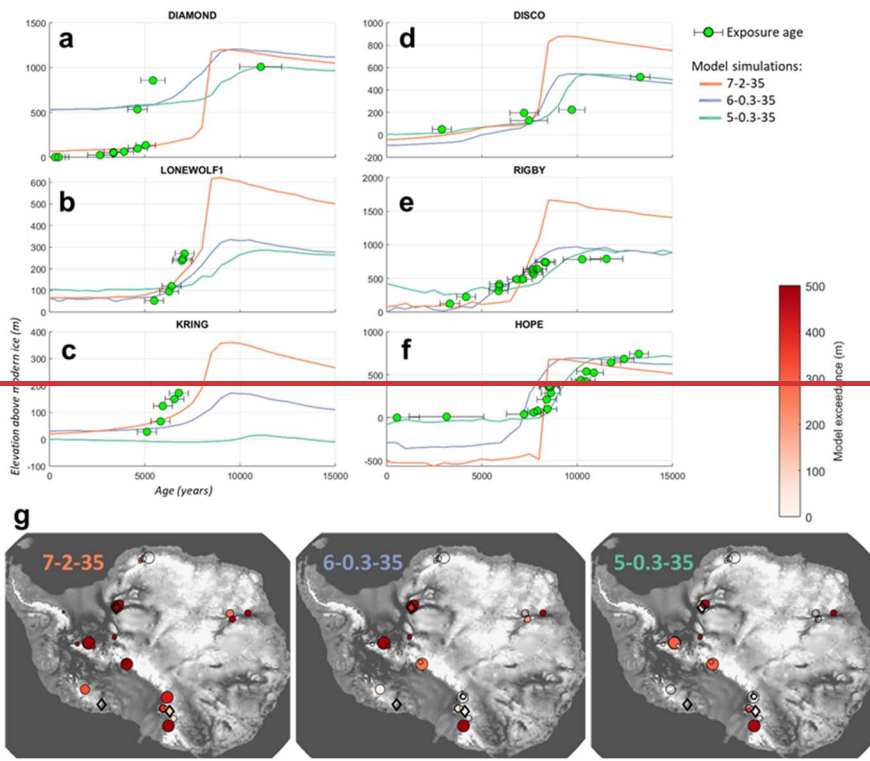 DIAMOND
a
1500
1000
500
0
DISCO
d
1000
800
600
400
200
0
-200
Exposure age
Model simulations:
7-2-35
6-0.3-35
5-0.3-35
LONEWOLF1
b
600
500
400
300
200
100
0
RIGBY
e
2000
1500
1000
500
0
KRING
c
400
300
200
100
0
-100
0
5000
10000
15000
HOPE
f
1000
500
0
-500
0
5000
10000
15000
Elevation above modern ice (m)
Age (years)
500
400
300
200
100
0
Model exceedance (m)
g
7-2-35
6-0.3-35
5-0.3-35